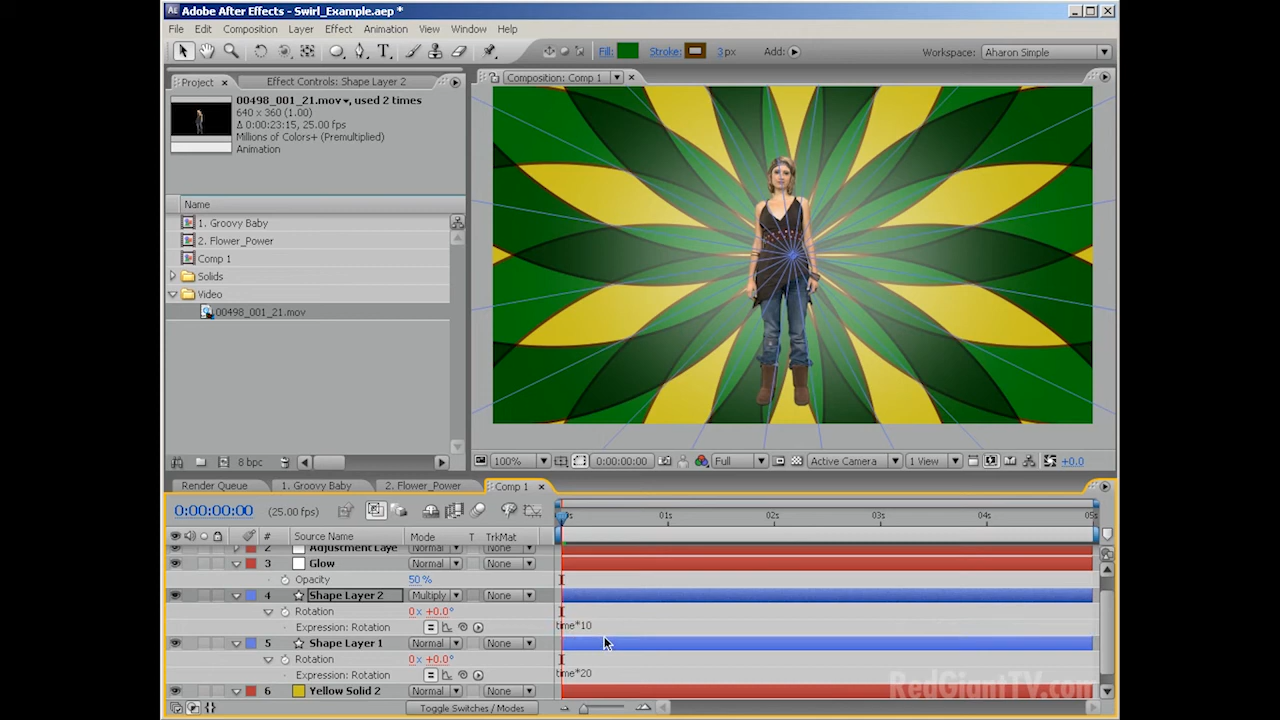 Adobe After Effects - Swirl_Example.aep *
File Edit Composition Layer Effect Animation View Window Help
Fill: Stroke: 3 px Add: Workspace: Aharon Simple
Project × Effect Controls: Shape Layer 2
Composition: Comp 1
00498_001_21.mov, used 2 times
640 x 360 (1.00)
Δ 0:00:23:15, 25.00 fps
Millions of Colors+ (Premultiplied)
Animation
Name
1. Groovy Baby
2. Flower_Power
Comp 1
Solids
Video
00498_001_21.mov
8 bpc
100% 0:00:00:00 Full Active Camera 1 View +0.0
Render Queue 1. Groovy Baby 2. Flower_Power Comp 1 ×
0:00:00:00 (25.00 fps)
01s 02s 03s 04s 05s
# Source Name Mode T TrkMat
2 Adjustment Laye Normal None
3 Glow Normal None
Opacity 50 %
4 Shape Layer 2 Multiply None
Rotation 0 x +0.0°
Expression: Rotation time*10
5 Shape Layer 1 Normal None
Rotation 0 x +0.0°
Expression: Rotation time*20
6 Yellow Solid 2 Normal None
Toggle Switches / Modes
RedGiantTV.com